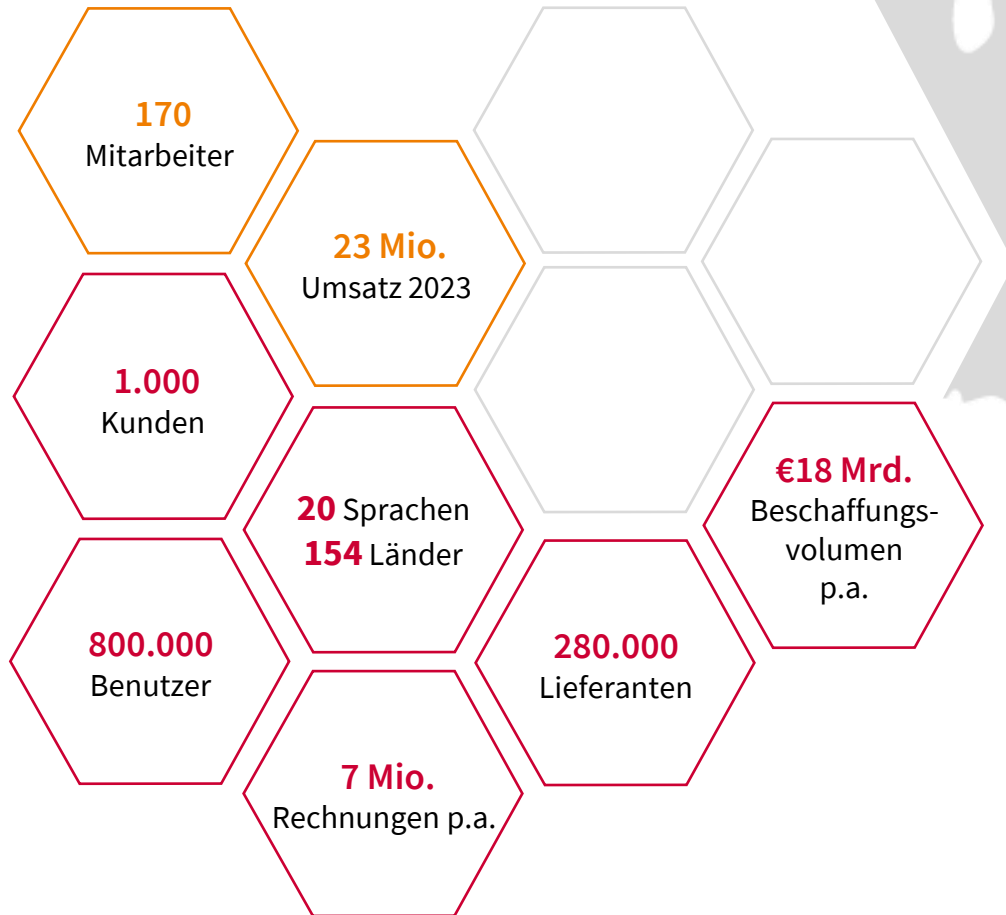 170
Mitarbeiter
23 Mio.
Umsatz 2023
1.000
Kunden
20 Sprachen
154 Länder
€18 Mrd.
Beschaffungs-
volumen
p.a.
800.000
Benutzer
280.000
Lieferanten
7 Mio.
Rechnungen p.a.